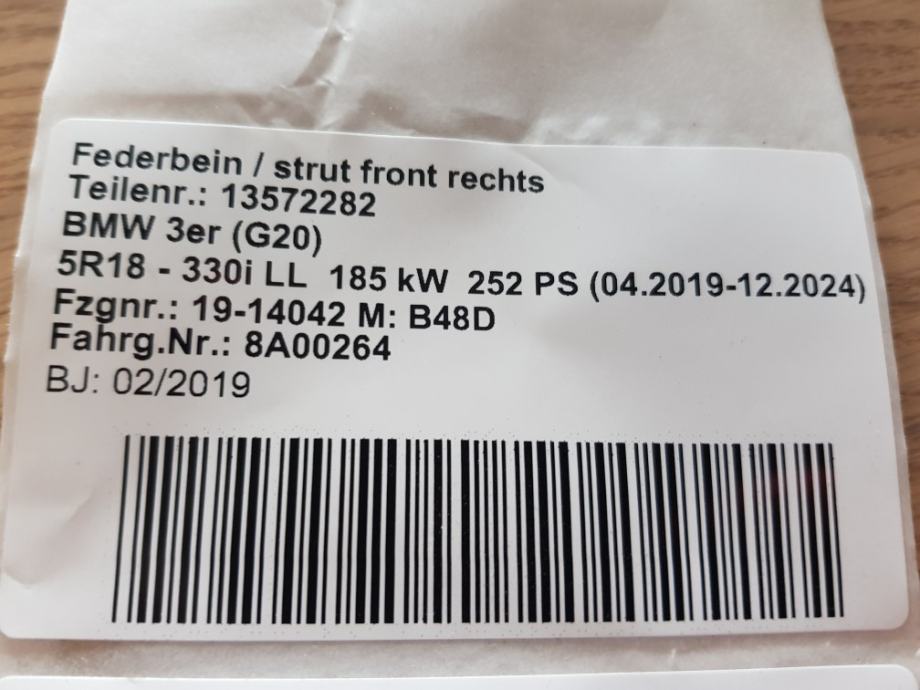 Federbein / strut front rechts
Teilenr.: 13572282
BMW 3er (G20)
5R18 - 330i LL 185 kW 252 PS (04.2019-12.2024)
Fzgnr.: 19-14042 M: B48D
Fahrg.Nr.: 8A00264
BJ: 02/2019